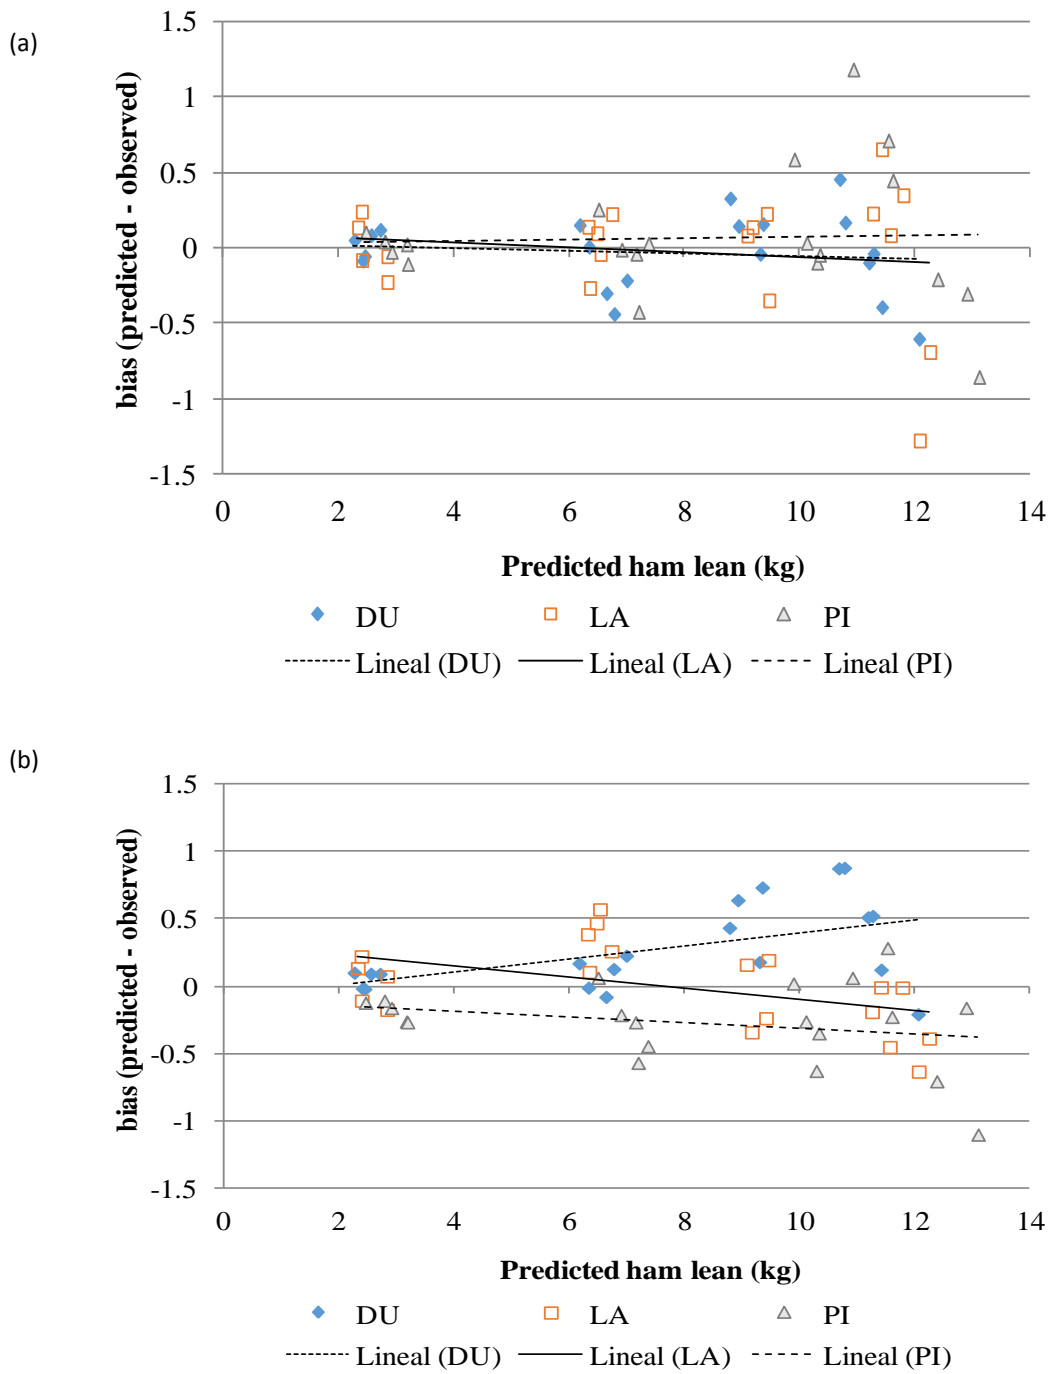 (a)
1.5
1
0.5
0
-0.5
-1
-1.5
bias (predicted - observed)
0 2 4 6 8 10 12 14
Predicted ham lean (kg)
DU LA PI
Lineal (DU) Lineal (LA) Lineal (PI)
(b)
1.5
1
0.5
0
-0.5
-1
-1.5
bias (predicted - observed)
0 2 4 6 8 10 12 14
Predicted ham lean (kg)
DU LA PI
Lineal (DU) Lineal (LA) Lineal (PI)